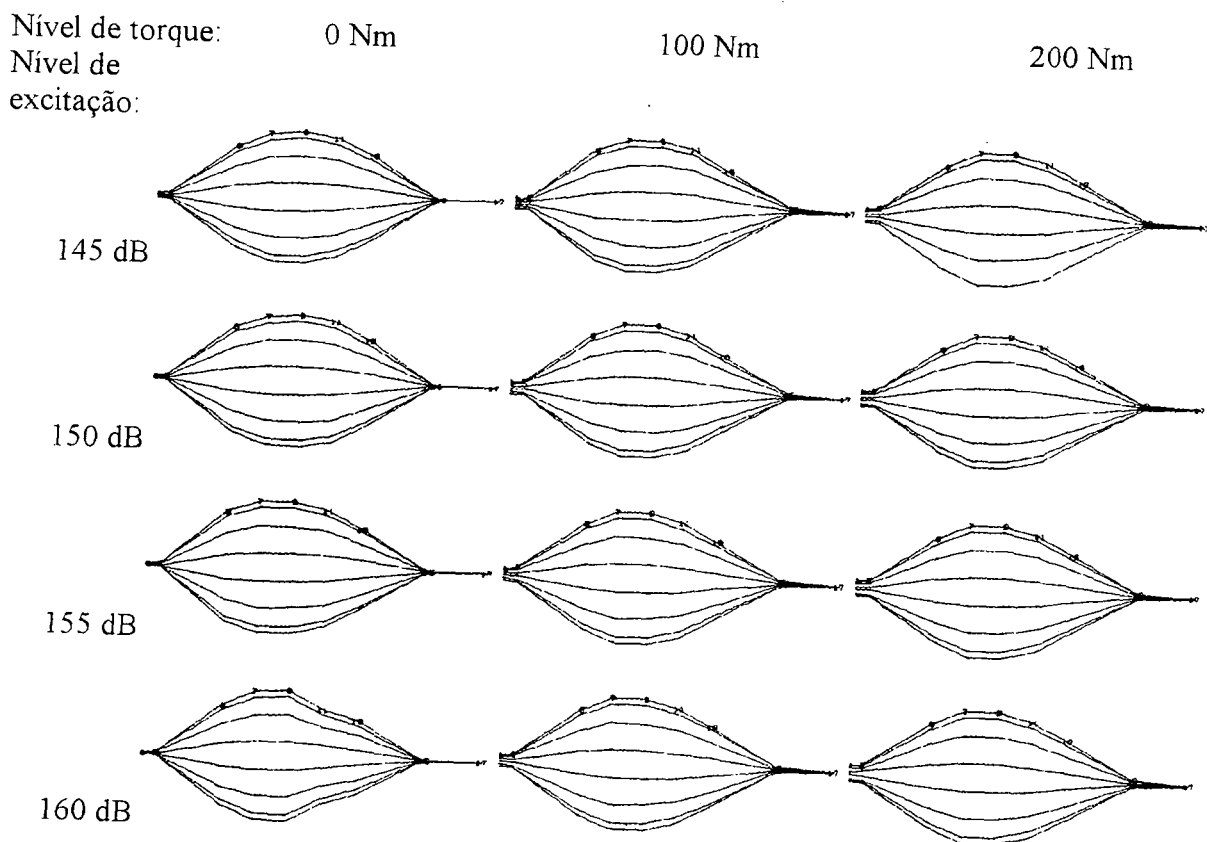 Nível de torque: 0 Nm 100 Nm 200 Nm
Nível de
excitação:
145 dB
150 dB
155 dB
160 dB